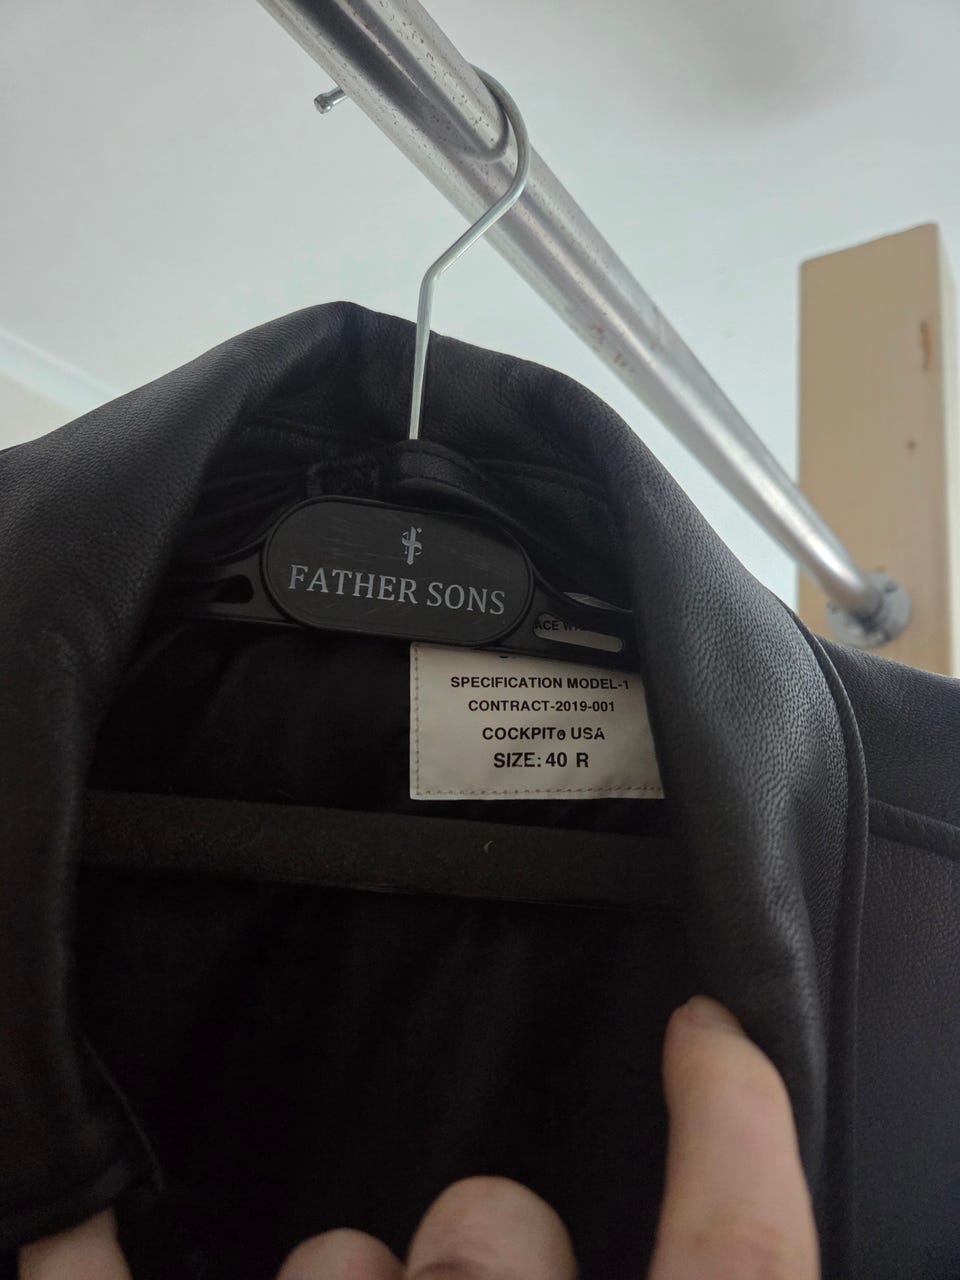 FATHER SONS
SPECIFICATION MODEL-1
CONTRACT-2019-001
COCKPIT® USA
SIZE: 40 R